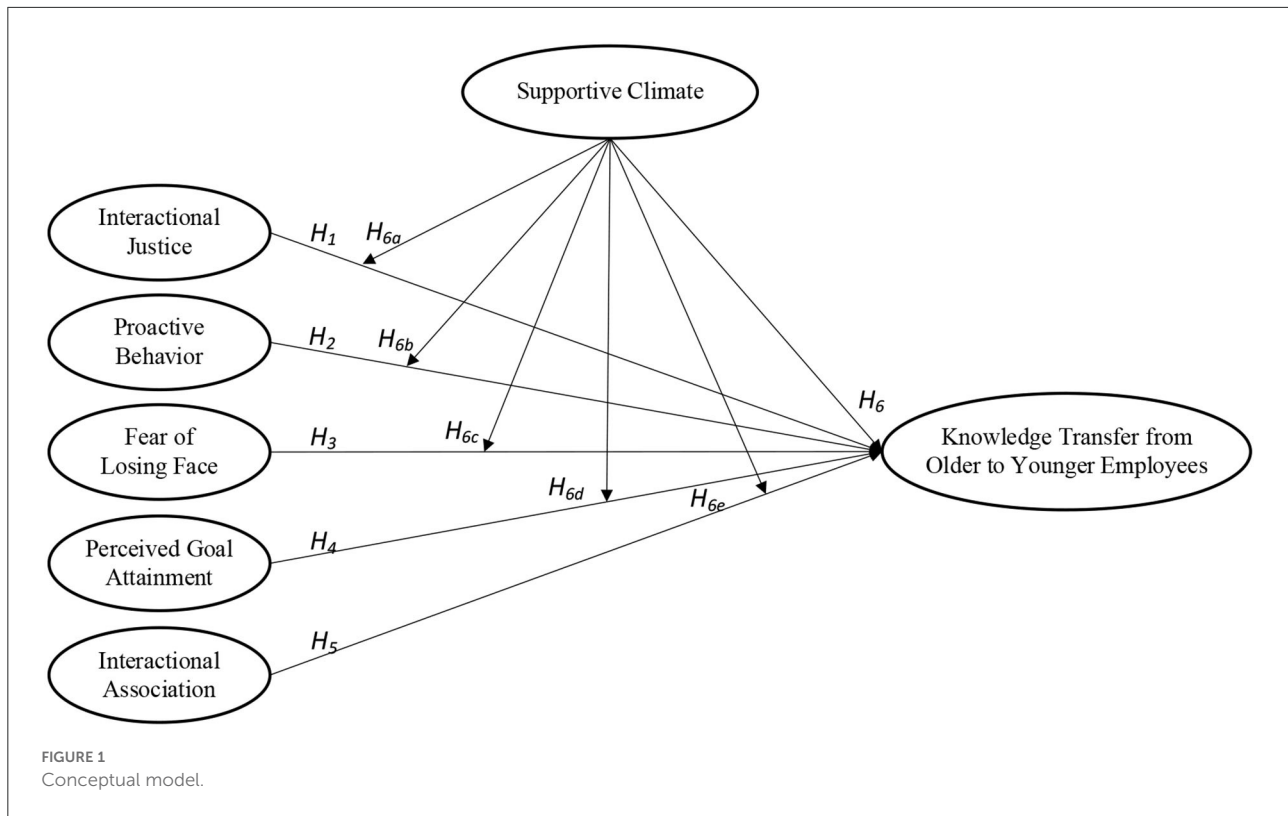 Supportive Climate
Interactional
Justice
H1
H6a
Proactive
Behavior
H2
H6b
Fear of
Losing Face
H3
H6c
H6
Knowledge Transfer from
Older to Younger Employees
H6d
H6e
Perceived Goal
Attainment
H4
Interactional
Association
H5
FIGURE 1
Conceptual model.